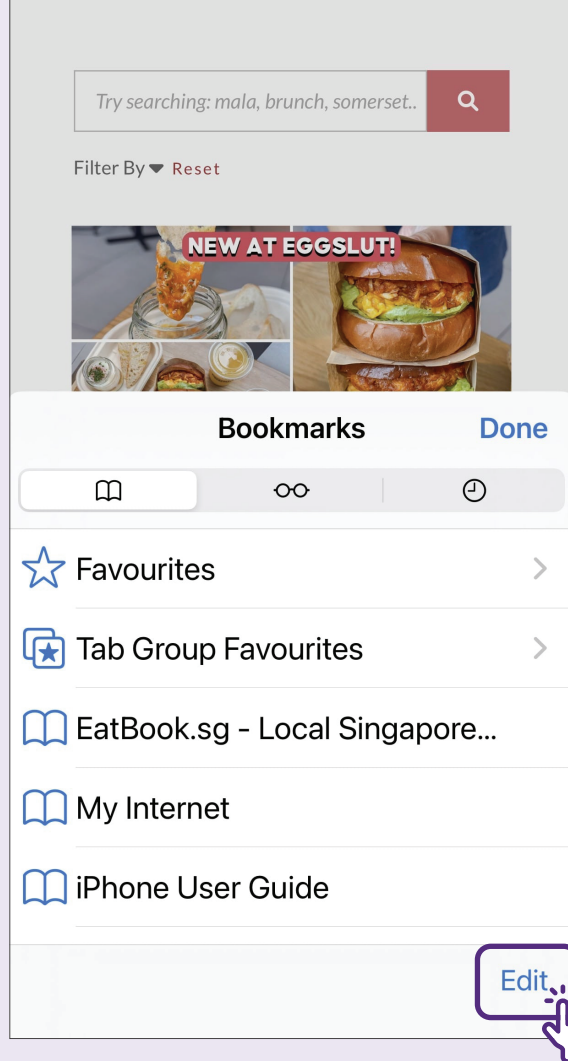 Try searching: mala, brunch, somerset..
Filter By Reset
NEW AT EGGSLUT!
Bookmarks Done
Favourites
Tab Group Favourites
EatBook.sg - Local Singapore...
My Internet
iPhone User Guide
Edit